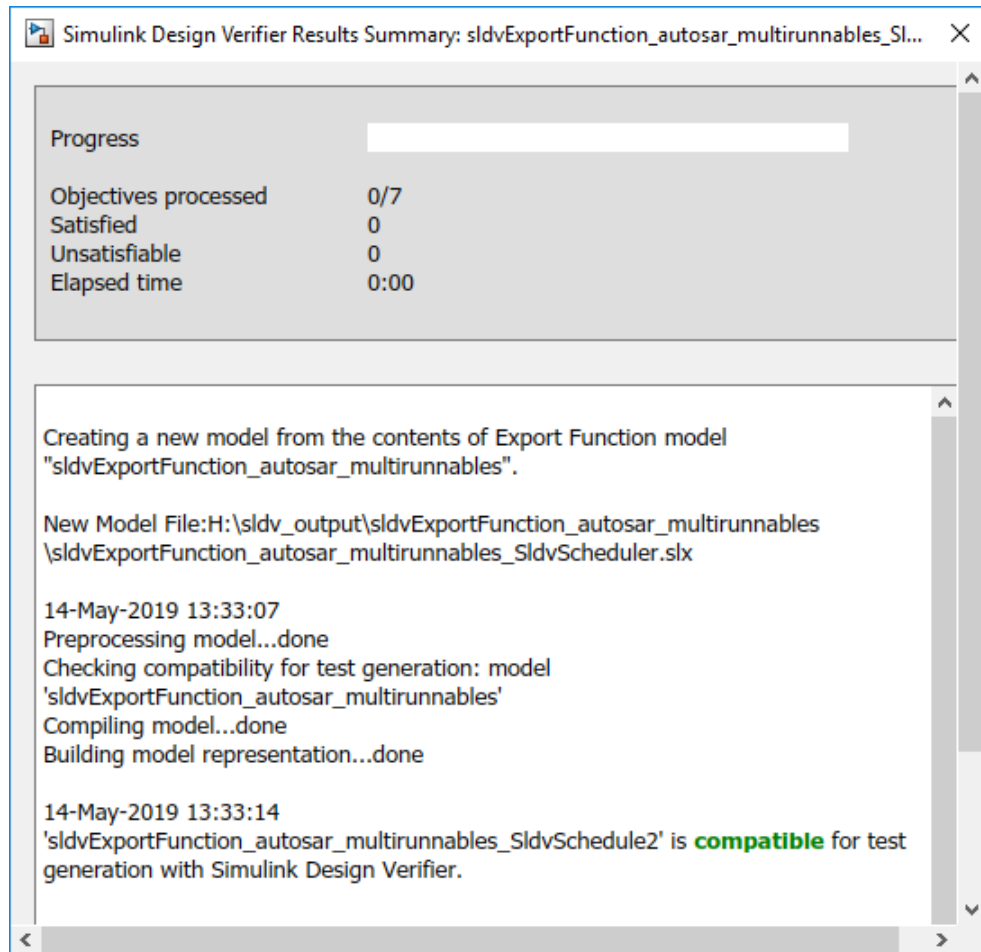 Simulink Design Verifier Results Summary: sldvExportFunction_autosar_multirunnables_Sl...
Progress
Objectives processed 0/7
Satisfied 0
Unsatisfiable 0
Elapsed time 0:00
Creating a new model from the contents of Export Function model
"sldvExportFunction_autosar_multirunnables".
New Model File:H:\sldv_output\sldvExportFunction_autosar_multirunnables
\sldvExportFunction_autosar_multirunnables_SldvScheduler.slx
14-May-2019 13:33:07
Preprocessing model...done
Checking compatibility for test generation: model
'sldvExportFunction_autosar_multirunnables'
Compiling model...done
Building model representation...done
14-May-2019 13:33:14
'sldvExportFunction_autosar_multirunnables_SldvSchedule2' is compatible for test
generation with Simulink Design Verifier.